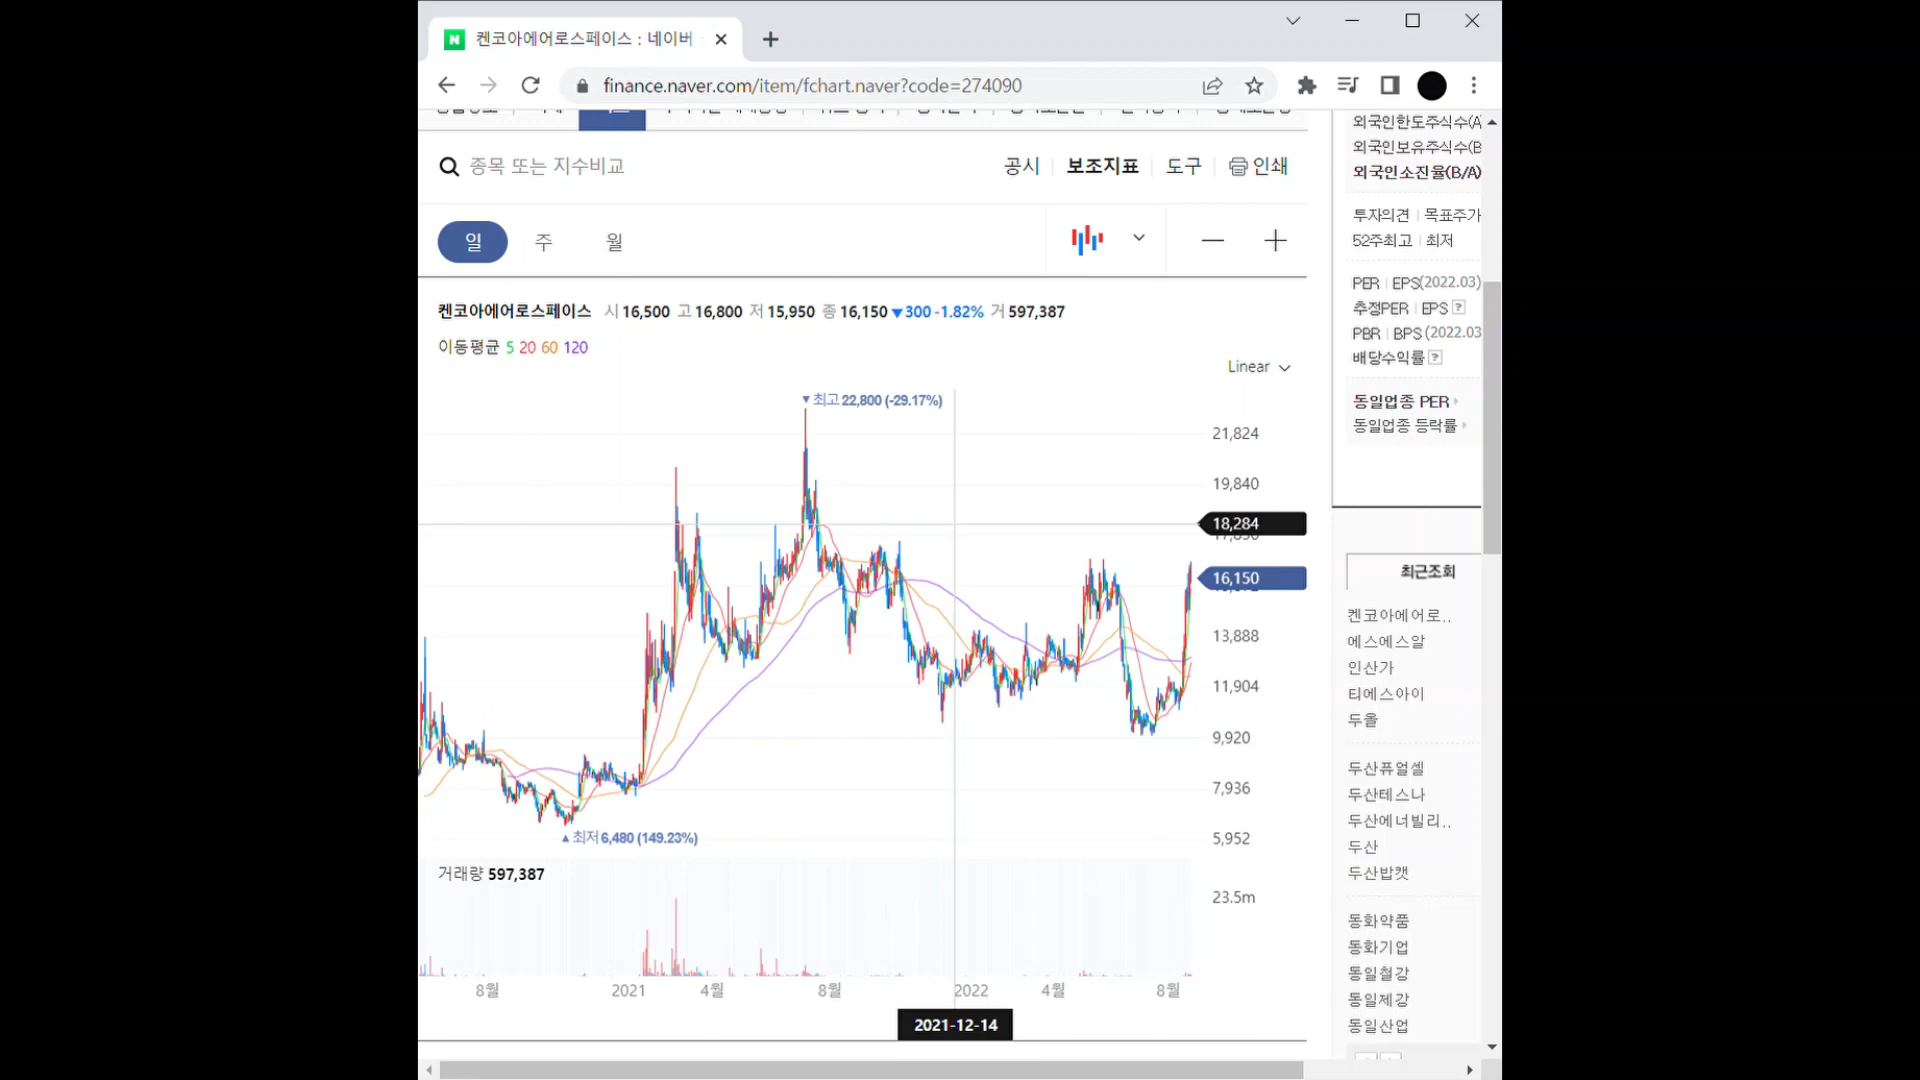 켄코아에어로스페이스 : 네이버
finance.naver.com/item/fchart.naver?code=274090
종목 또는 지수비교
공시 보조지표 도구 인쇄
일 주 월
켄코아에어로스페이스 시 16,500 고 16,800 저 15,950 종 16,150 ▼300 -1.82% 거 597,387
이동평균 5 20 60 120
Linear
▼최고 22,800 (-29.17%)
21,824
19,840
18,284
16,150
13,888
11,904
9,920
7,936
5,952
▲최저 6,480 (149.23%)
거래량 597,387
23.5m
8월 2021 4월 8월 2022 4월 8월
2021-12-14
외국인한도주식수(A
외국인보유주식수(B
외국인소진율(B/A)
투자의견 | 목표주가
52주최고 | 최저
PER | EPS(2022.03)
추정PER | EPS ?
PBR | BPS (2022.03
배당수익률 ?
동일업종 PER
동일업종 등락률
최근조회
켄코아에어로..
에스에스알
인산가
티에스아이
두올
두산퓨얼셀
두산테스나
두산에너빌리..
두산
두산밥캣
동화약품
동화기업
동일철강
동일제강
동일산업